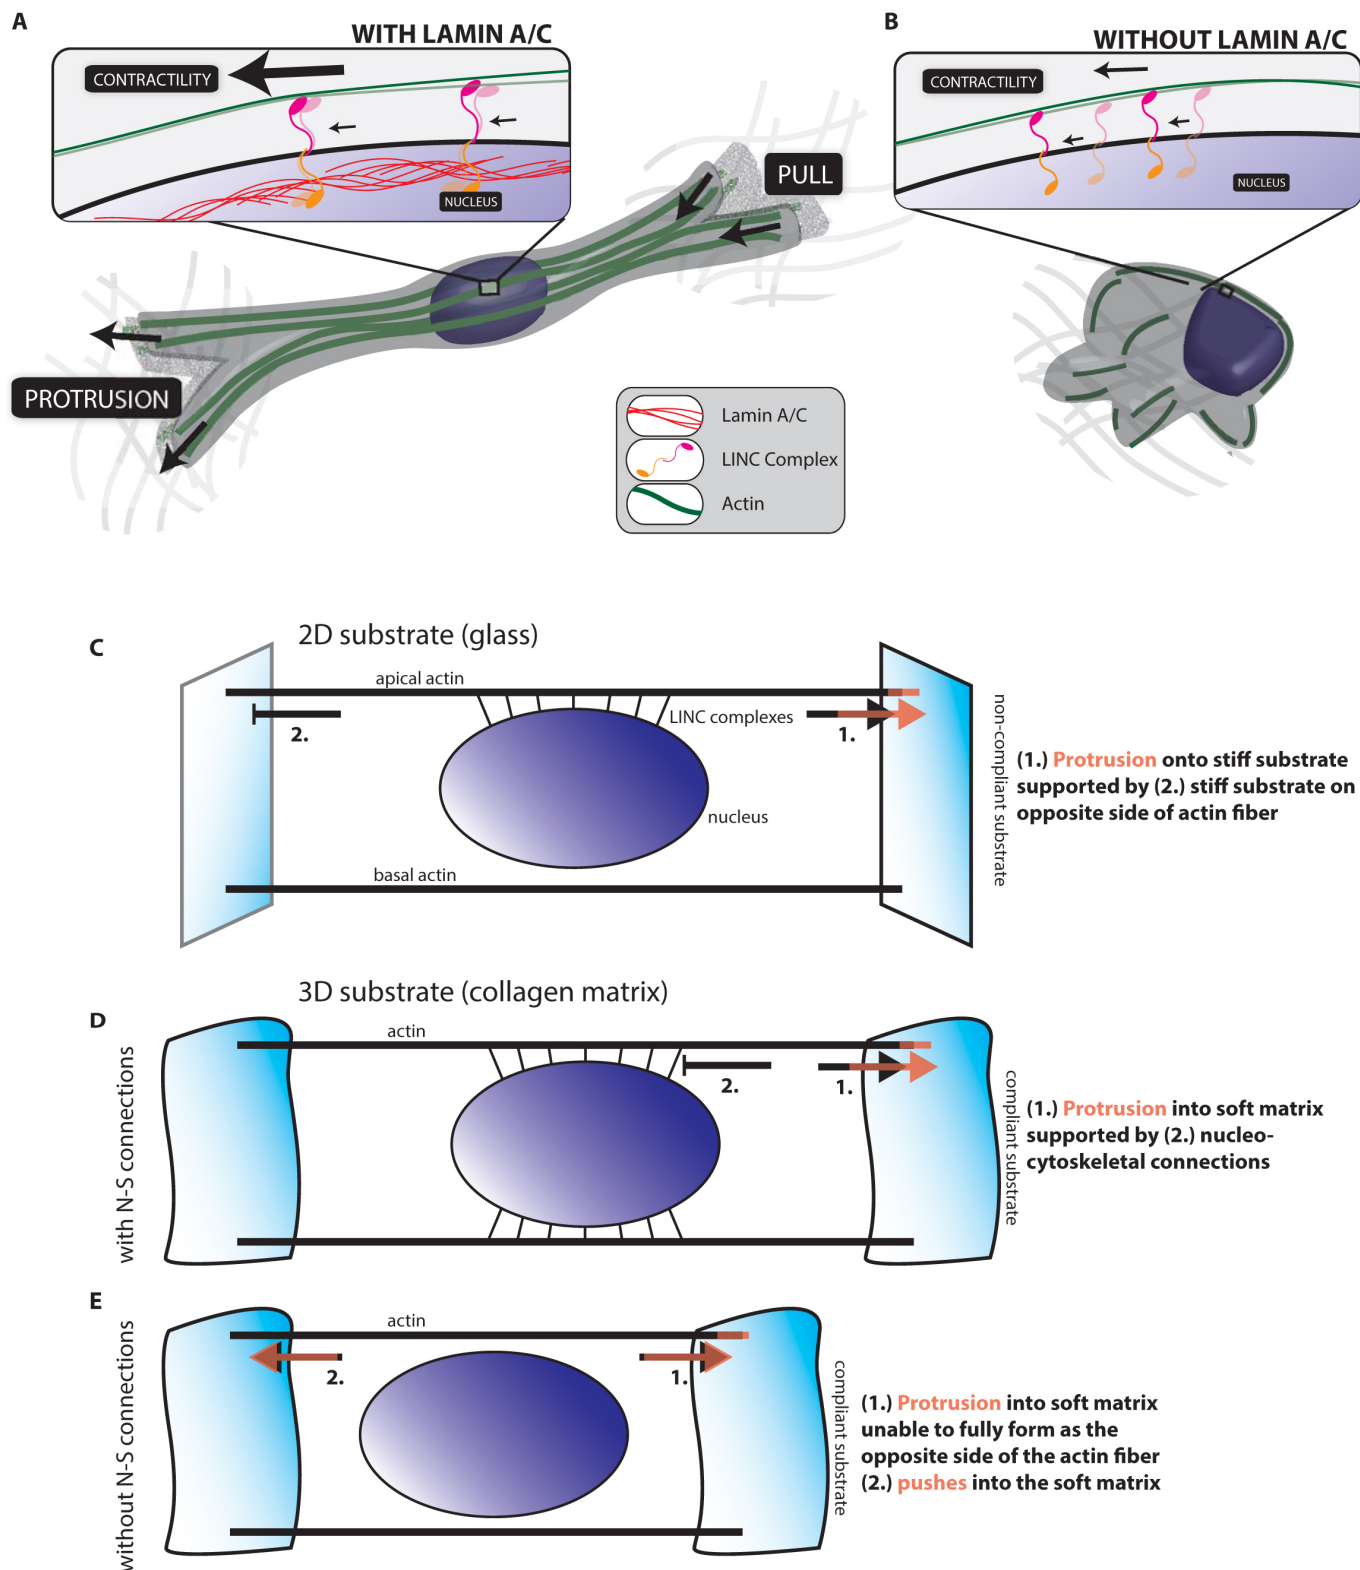 A
WITH LAMIN A/C
CONTRACTILITY
NUCLEUS
PULL
PROTRUSION
B
WITHOUT LAMIN A/C
CONTRACTILITY
NUCLEUS
Lamin A/C
LINC Complex
Actin
C
2D substrate (glass)
apical actin
LINC complexes
2.
1.
nucleus
basal actin
non-compliant substrate
(1.) Protrusion onto stiff substrate
supported by (2.) stiff substrate on
opposite side of actin fiber
3D substrate (collagen matrix)
D
with N-S connections
actin
2.
1.
compliant substrate
(1.) Protrusion into soft matrix
supported by (2.) nucleo-
cytoskeletal connections
E
without N-S connections
actin
2.
1.
compliant substrate
(1.) Protrusion into soft matrix
unable to fully form as the
opposite side of the actin fiber
(2.) pushes into the soft matrix